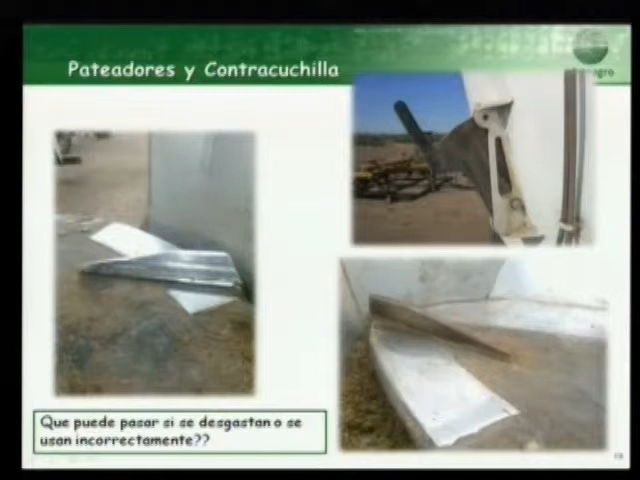 Pateadores y Contracuchilla
Que puede pasar si se desgastan o se
usan incorrectamente??